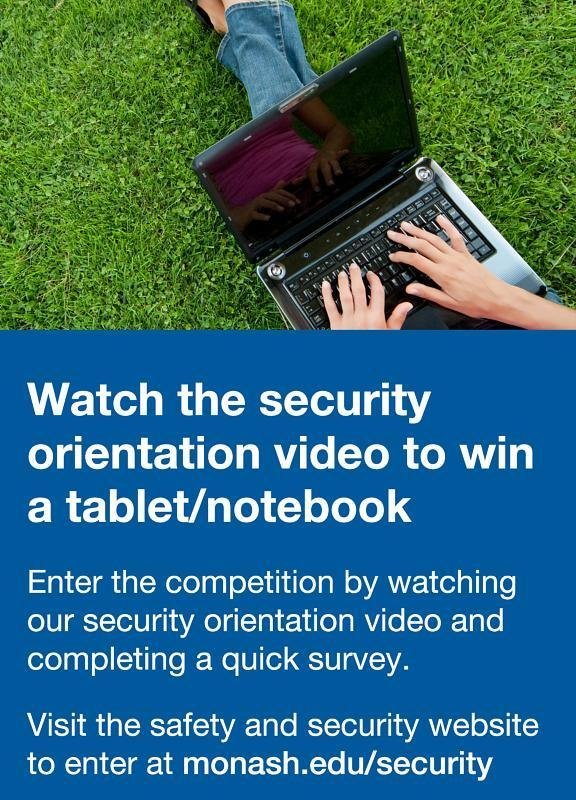 Watch the security
orientation video to win
a tablet/notebook
Enter the competition by watching
our security orientation video and
completing a quick survey.
Visit the safety and security website
to enter at monash.edu/security